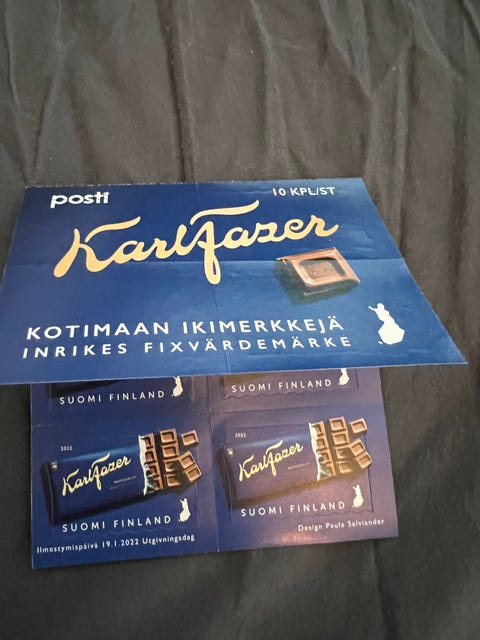 posti
10 KPL/ST
Karl Fazer
KOTIMAAN IKIMERKKEJÄ
INRIKES FIXVÄRDEMÄRKE
SUOMI FINLAND
SUOMI FINLAND
2022
Karl Fazer
SUOMI FINLAND
2022
Karl Fazer
SUOMI FINLAND
Ilmestymispäivä 19.1.2022 Utgivningsdag
Design Paula Salviander